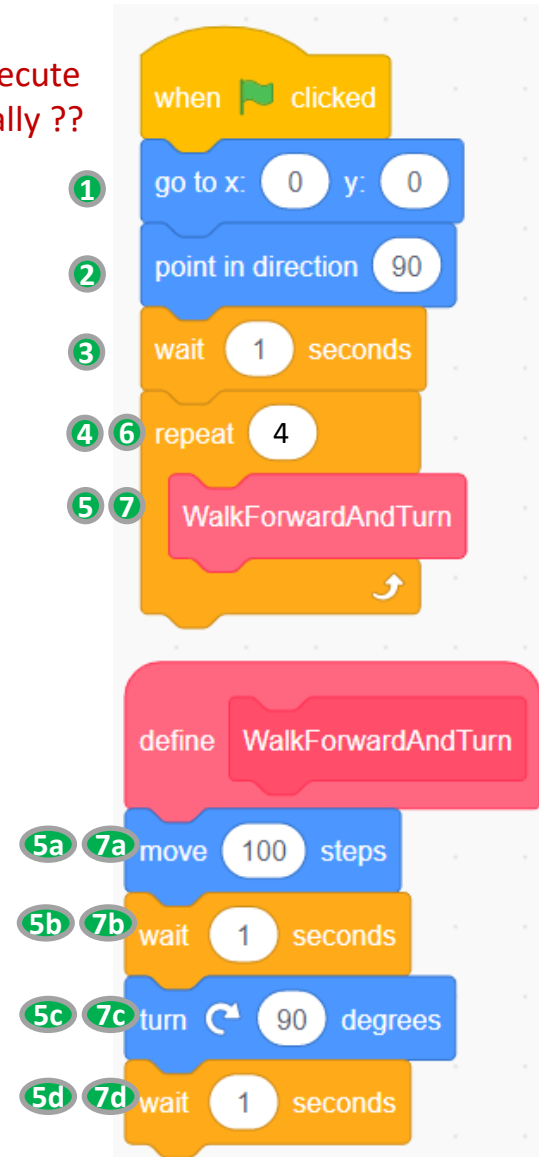 ecute
ally ??
when clicked
1 go to x: 0 y: 0
2 point in direction 90
3 wait 1 seconds
4 6 repeat 4
5 7 WalkForwardAndTurn
define WalkForwardAndTurn
5a 7a move 100 steps
5b 7b wait 1 seconds
5c 7c turn 90 degrees
5d 7d wait 1 seconds